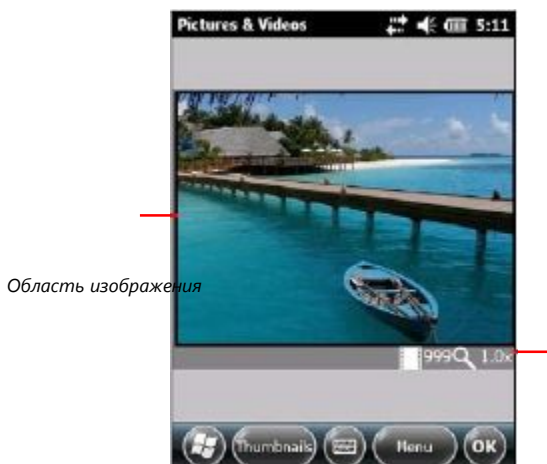 Pictures & Videos 5:11
Область изображения
999 1.0x
Thumbnails Menu OK